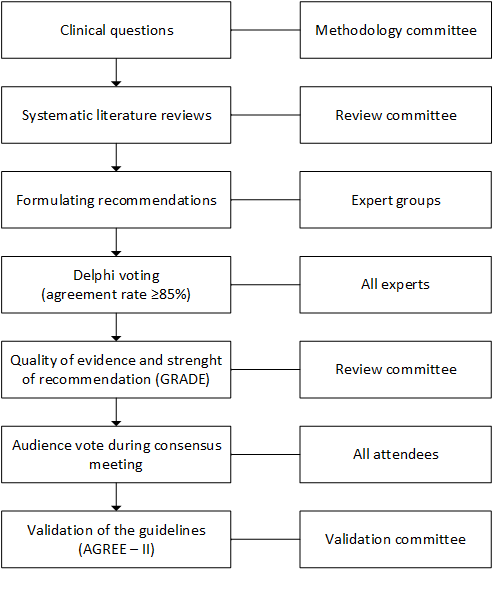 Clinical questions
Methodology committee
Systematic literature reviews
Review committee
Formulating recommendations
Expert groups
Delphi voting
(agreement rate ≥85%)
All experts
Quality of evidence and strenght
of recommendation (GRADE)
Review committee
Audience vote during consensus
meeting
All attendees
Validation of the guidelines
(AGREE – II)
Validation committee